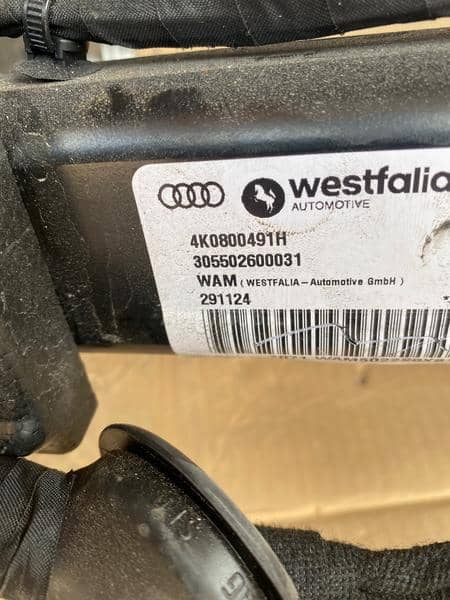 westfalia
AUTOMOTIVE
4K0800491H
305502600031
WAM ( WESTFALIA-Automotive GmbH )
291124